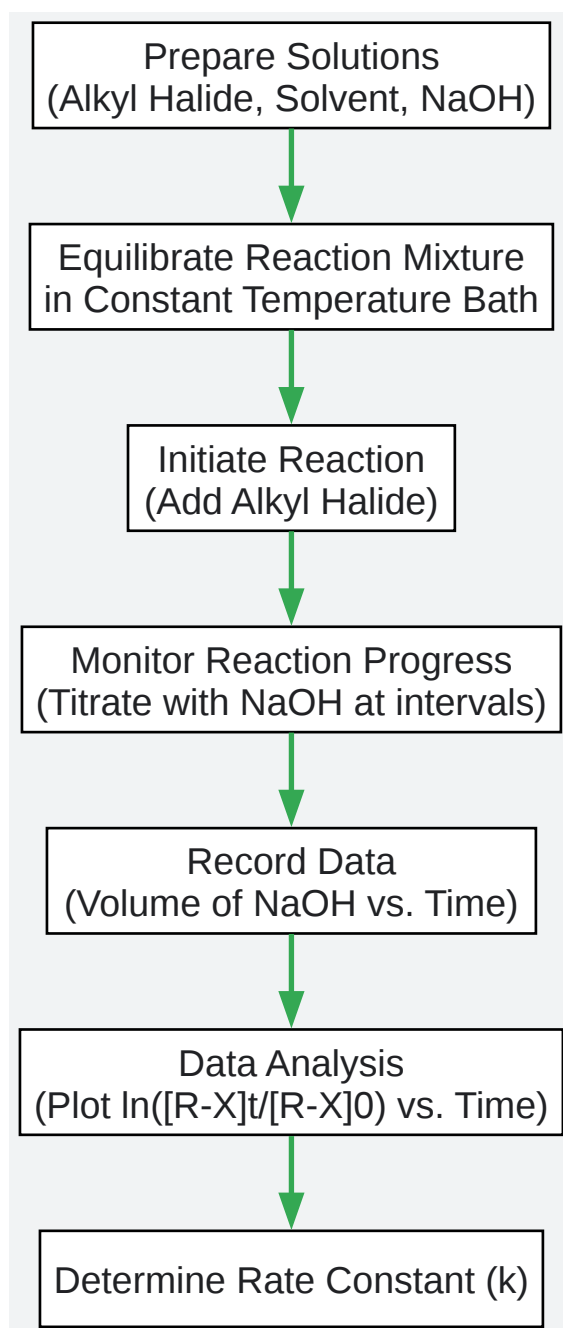 Prepare Solutions
(Alkyl Halide, Solvent, NaOH)
Equilibrate Reaction Mixture
in Constant Temperature Bath
Initiate Reaction
(Add Alkyl Halide)
Monitor Reaction Progress
(Titrate with NaOH at intervals)
Record Data
(Volume of NaOH vs. Time)
Data Analysis
(Plot ln([R-X]t/[R-X]0) vs. Time)
Determine Rate Constant (k)